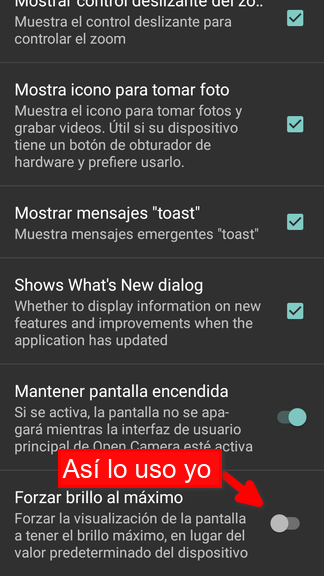 Mostrar control deslizante del zo..
Muestra el control deslizante para
controlar el zoom
Mostrar icono para tomar foto
Muestra el icono para tomar fotos y
grabar videos. Útil si su dispositivo
tiene un botón de obturador de
hardware y prefiere usarlo.
Mostrar mensajes "toast"
Muestra mensajes emergentes "toast"
Shows What's New dialog
Whether to display information on new
features and improvements when the
application has updated
Mantener pantalla encendida
Si se activa, la pantalla no se apa-
gará mientras la interfaz de usuario
principal de Open Camera esté activa
Así lo uso yo
Forzar brillo al máximo
Forzar la visualización de la pantalla
a tener el brillo máximo, en lugar del
valor predeterminado del dispositivo